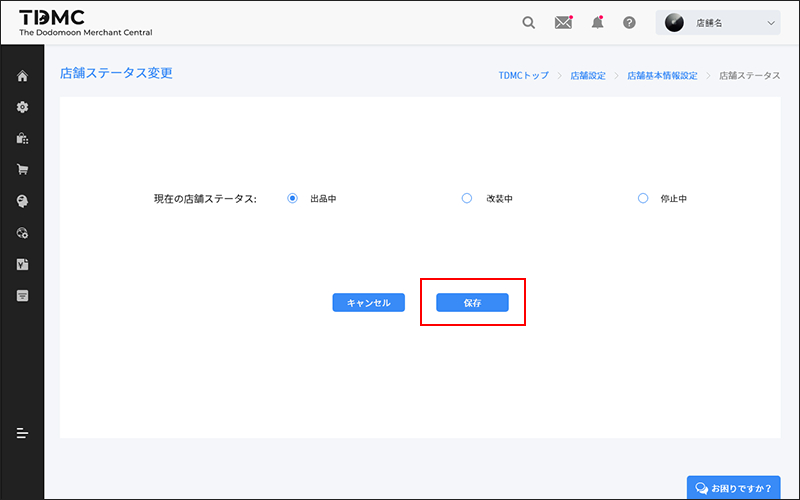 TDMC
The Dodomoon Merchant Central
店舗名
店舗ステータス変更
TDMCトップ > 店舗設定 > 店舗基本情報設定 > 店舗ステータス
現在の店舗ステータス: 出品中 改装中 停止中
キャンセル 保存
お困りですか？